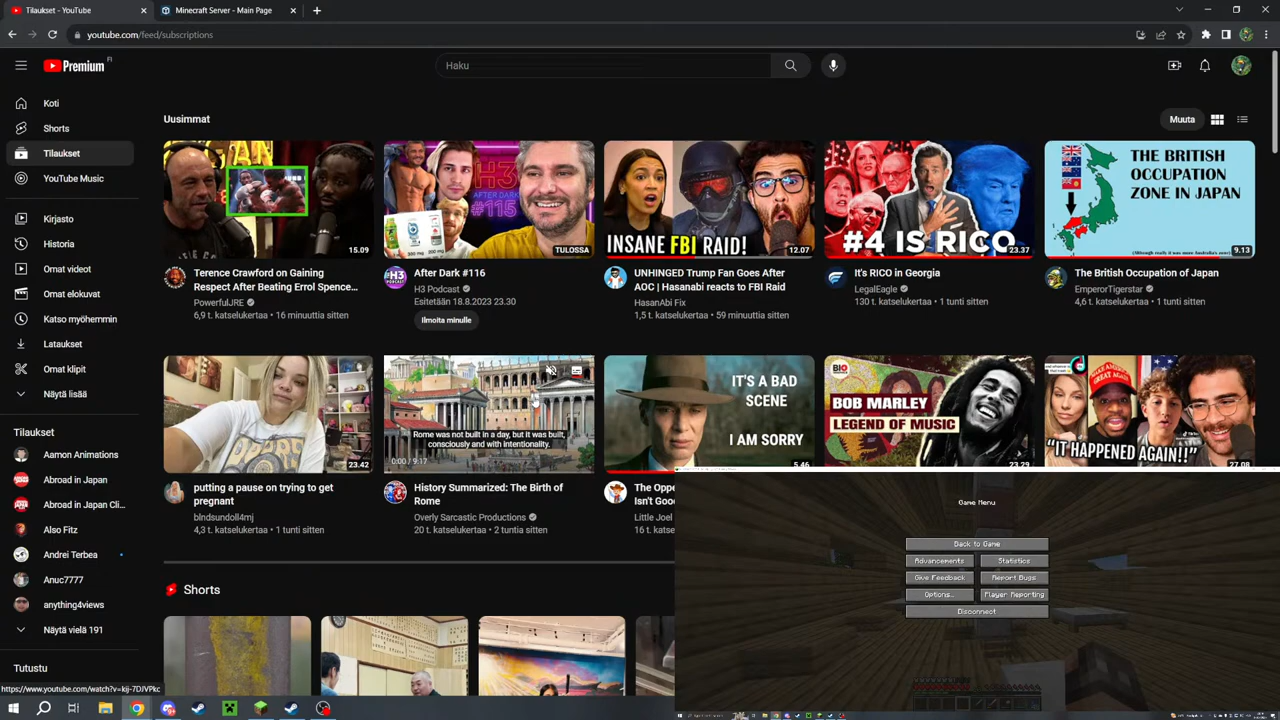 Tilaukset - YouTube
Minecraft Server - Main Page
youtube.com/feed/subscriptions
Premium FI
Haku
Koti
Shorts
Tilaukset
YouTube Music
Kirjasto
Historia
Omat videot
Omat elokuvat
Katso myöhemmin
Lataukset
Omat klipit
Näytä lisää
Tilaukset
Aamon Animations
Abroad in Japan
Abroad in Japan Cli...
Also Fitz
Andrei Terbea
Anuc7777
anything4views
Näytä vielä 191
Tutustu
https://www.youtube.com/watch?v=kij-7DJVPkc
Uusimmat
Muuta
15.09
Terence Crawford on Gaining
Respect After Beating Errol Spence...
PowerfulJRE
6,9 t. katselukertaa • 16 minuuttia sitten
H3
AFTER DARK
#115
TULOSSA
After Dark #116
H3 Podcast
Esitetään 18.8.2023 23.30
Ilmoita minulle
INSANE FBI RAID!
12.07
UNHINGED Trump Fan Goes After
AOC | Hasanabi reacts to FBI Raid
HasanAbi Fix
1,5 t. katselukertaa • 59 minuuttia sitten
#4 IS RICO
23.37
It's RICO in Georgia
LegalEagle
130 t. katselukertaa • 1 tunti sitten
THE BRITISH
OCCUPATION
ZONE IN JAPAN
9.13
The British Occupation of Japan
EmperorTigerstar
4,6 t. katselukertaa • 1 tunti sitten
23.42
putting a pause on trying to get
pregnant
blndsundoll4mj
4,3 t. katselukertaa • 1 tunti sitten
Rome was not built in a day, but it was built,
consciously and with intentionality.
0:00 / 9:17
History Summarized: The Birth of
Rome
Overly Sarcastic Productions
20 t. katselukertaa • 2 tuntia sitten
IT'S A BAD
SCENE
I AM SORRY
5.46
The Oppe
Isn't Goo
Little Joel
16 t. k
BIO
BOB MARLEY
LEGEND OF MUSIC
23.29
"IT HAPPENED AGAIN!!"
27.08
Shorts
Game Menu
Back to Game
Advancements
Statistics
Give Feedback
Report Bugs
Options...
Player Reporting
Disconnect